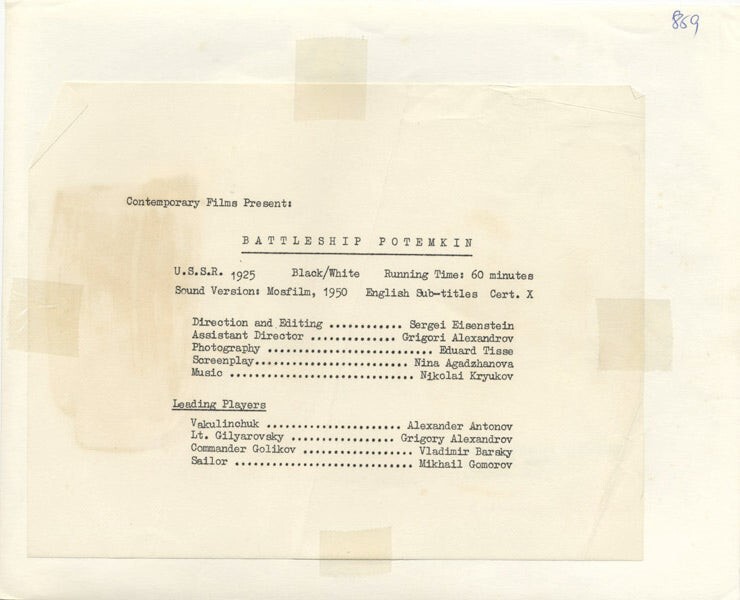 869
Contemporary Films Present:
BATTLESHIP POTEMKIN
U.S.S.R. 1925 Black/White Running Time: 60 minutes
Sound Version: Mosfilm, 1950 English Sub-titles Cert. X
Direction and Editing ............ Sergei Eisenstein
Assistant Director ............. Grigori Alexandrov
Photography ......................... Eduard Tisse
Screenplay....................... Nina Agadzhanova
Music ............................ Nikolai Kryukov
Leading Players
Vakulinchuk .................... Alexander Antonov
Lt. Gilyarovsky ................ Grigory Alexandrov
Commander Golikov ................. Vladimir Barsky
Sailor ........................... Mikhail Gomorov